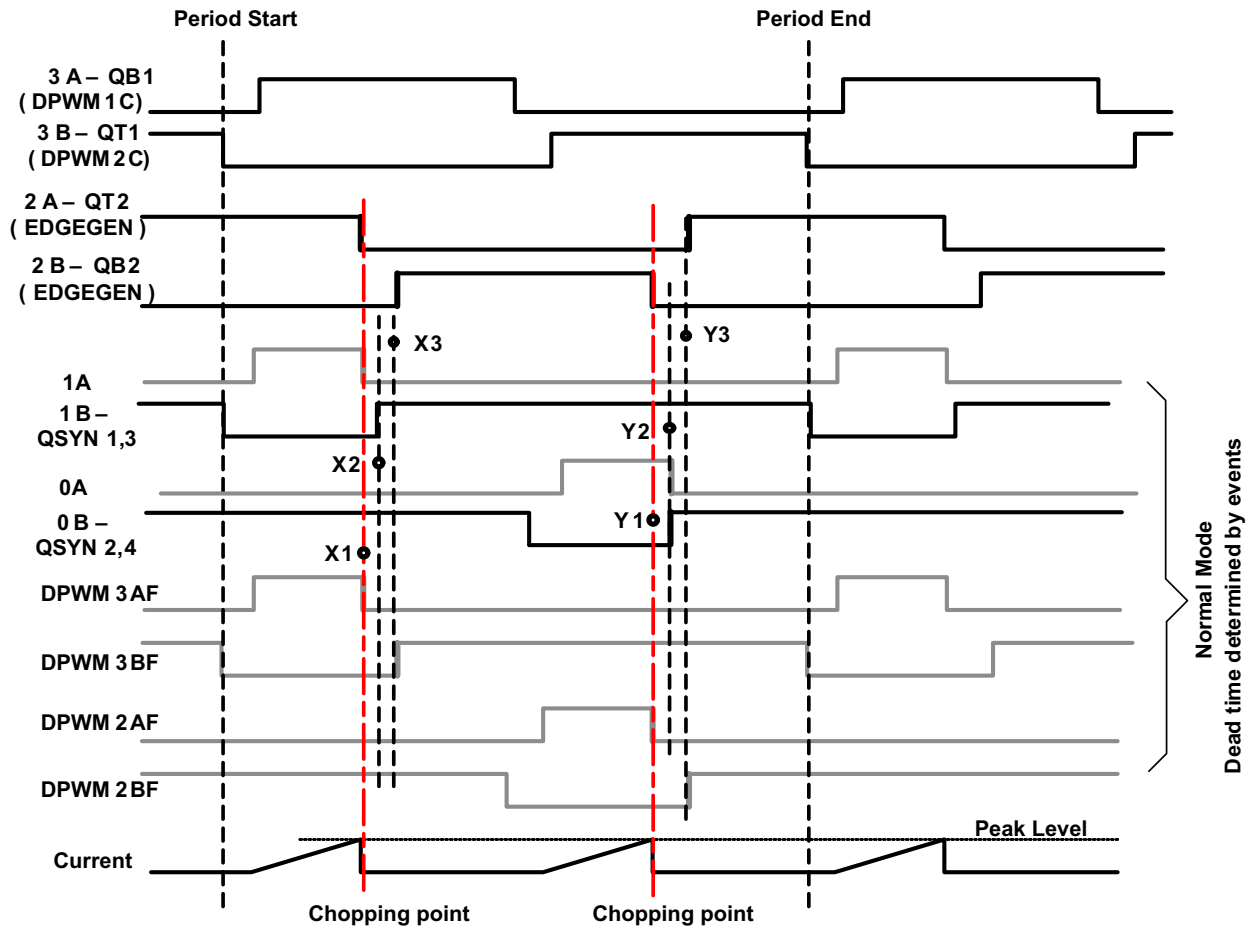 Period Start
Period End
3 A – QB1
( DPWM 1 C)
3 B – QT1
( DPWM 2 C)
2 A – QT2
( EDGEGEN )
2 B – QB2
( EDGEGEN )
X3
Y3
1A
1 B –
QSYN 1,3
Y2
X2
0A
0 B –
QSYN 2,4
Y 1
X1
DPWM 3 AF
DPWM 3 BF
DPWM 2 AF
DPWM 2 BF
Normal Mode
Dead time determined by events
Peak Level
Current
Chopping point
Chopping point